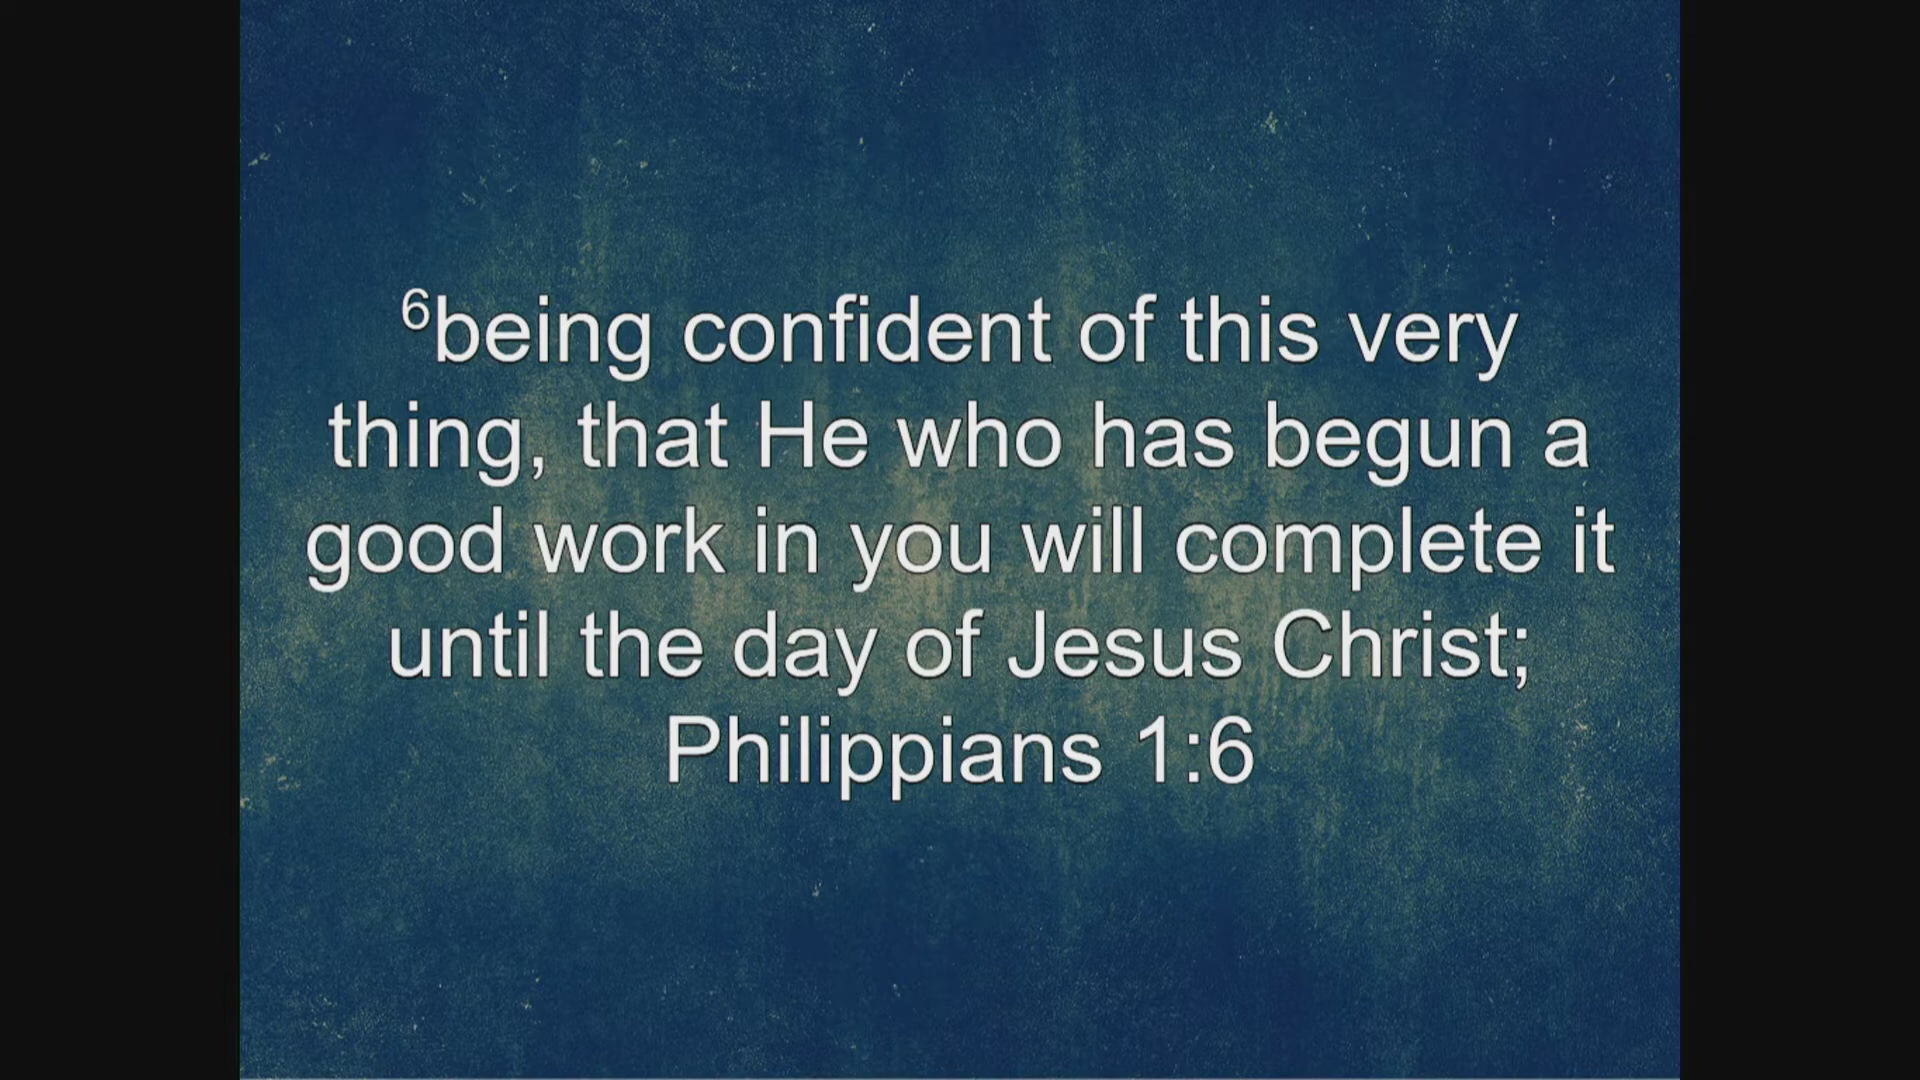 ⁶being confident of this very
thing, that He who has begun a
good work in you will complete it
until the day of Jesus Christ;
Philippians 1:6